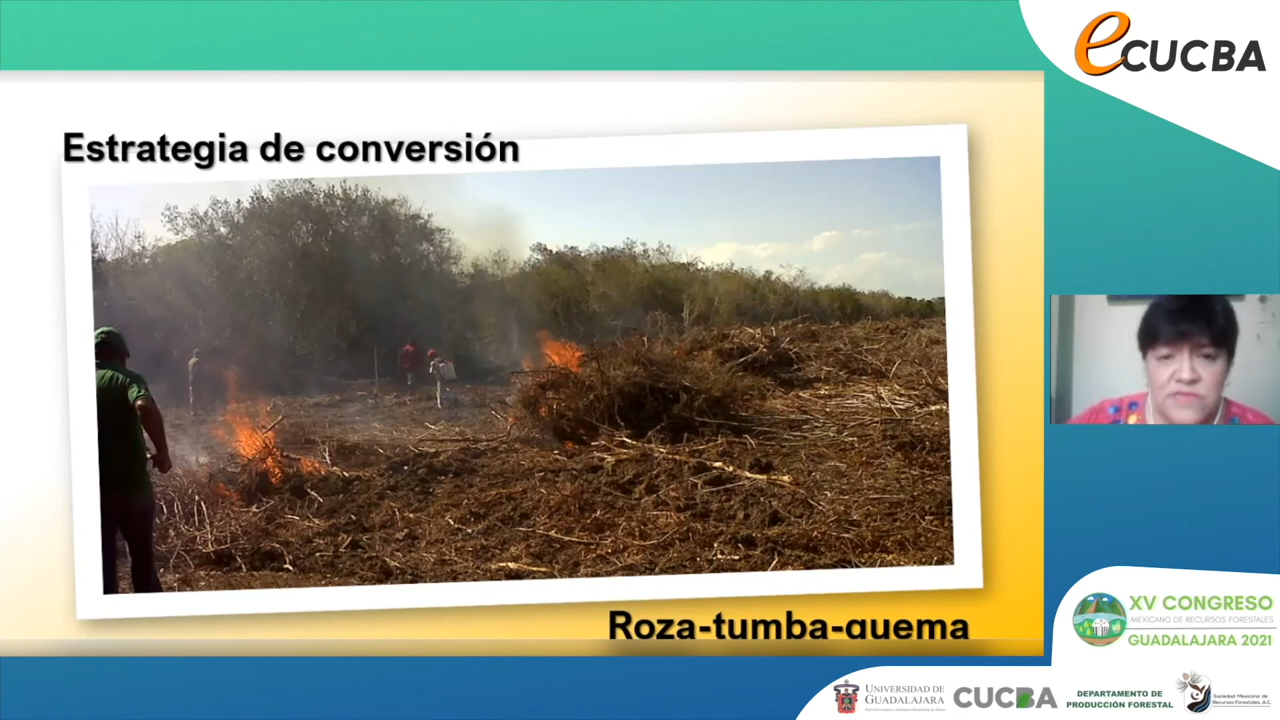 eCUCBA
Estrategia de conversión
Roza-tumba-quema
XV CONGRESO
MEXICANO DE RECURSOS FORESTALES
GUADALAJARA 2021
UNIVERSIDAD DE
GUADALAJARA
CUCBA
DEPARTAMENTO DE
PRODUCCIÓN FORESTAL
Sociedad Mexicana de
Recursos Forestales, A.C.